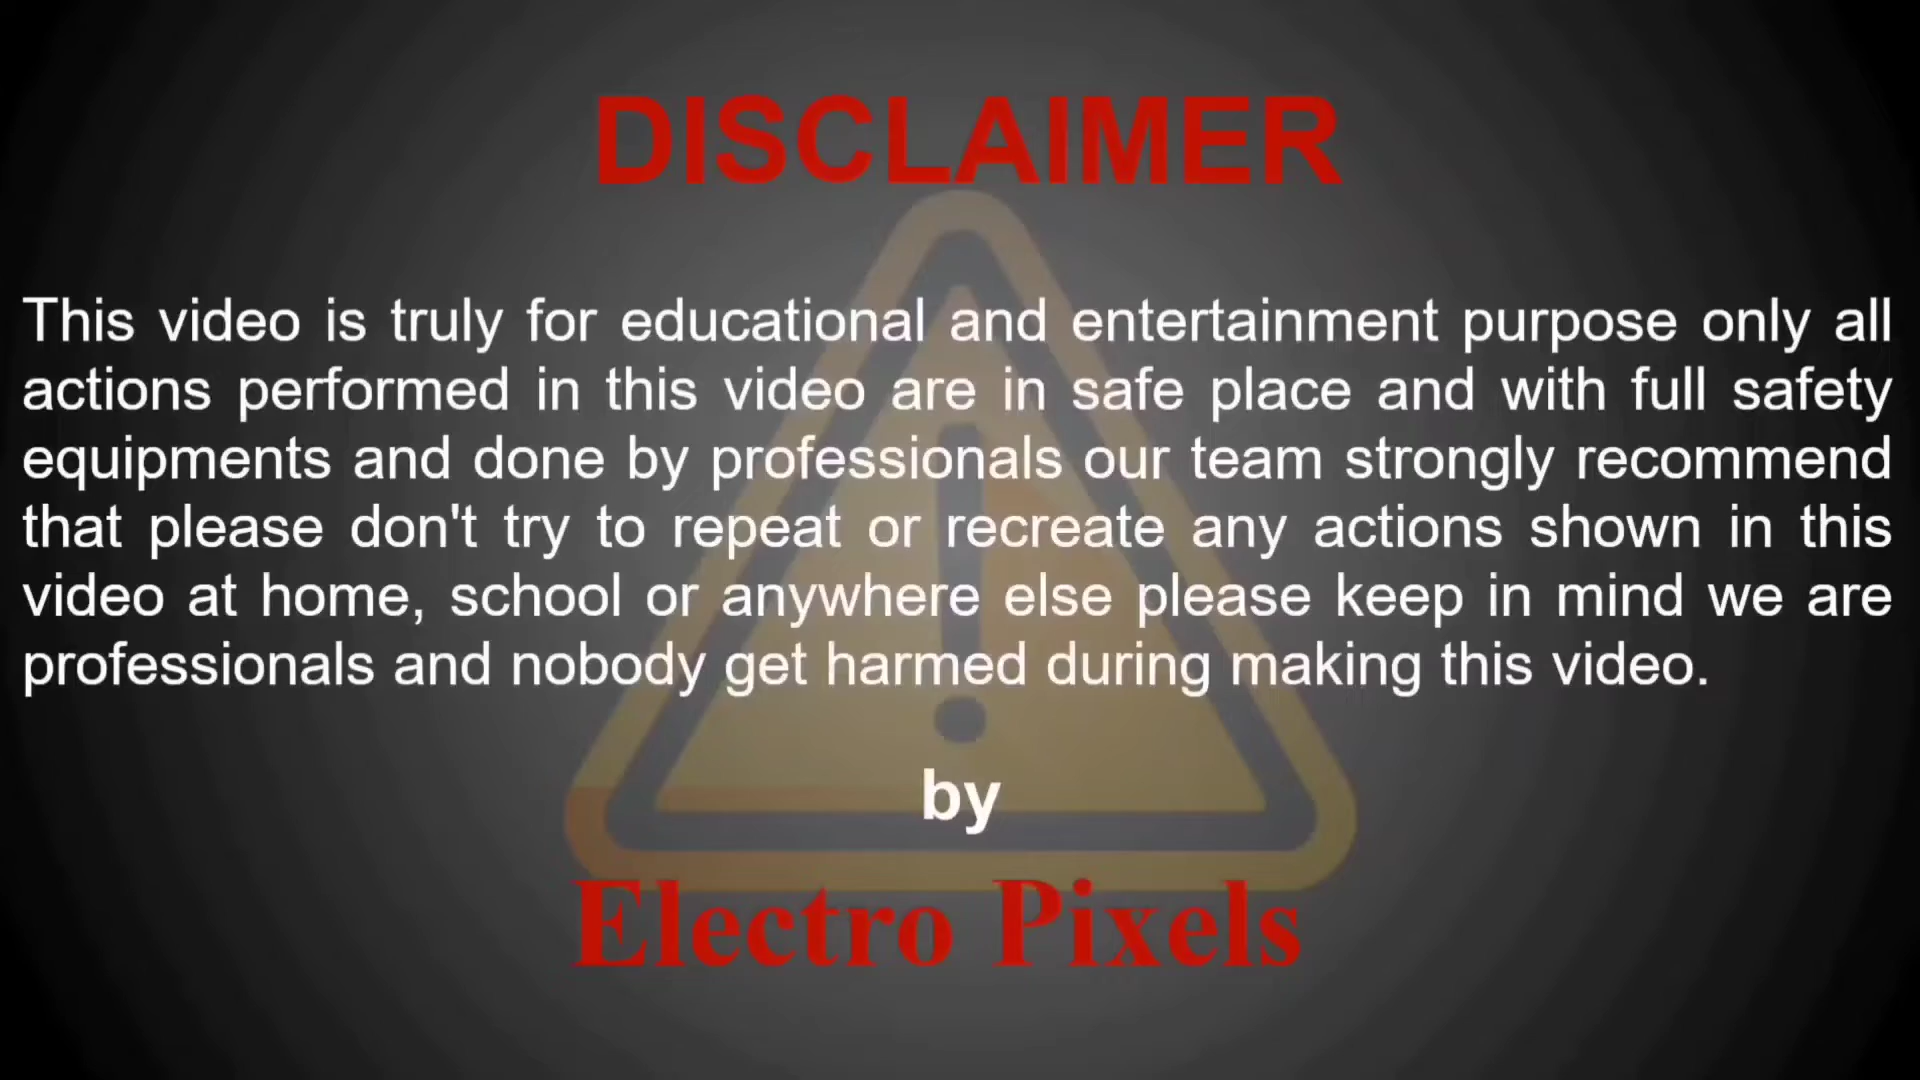 DISCLAIMER
This video is truly for educational and entertainment purpose only all
actions performed in this video are in safe place and with full safety
equipments and done by professionals our team strongly recommend
that please don't try to repeat or recreate any actions shown in this
video at home, school or anywhere else please keep in mind we are
professionals and nobody get harmed during making this video.
by
Electro Pixels